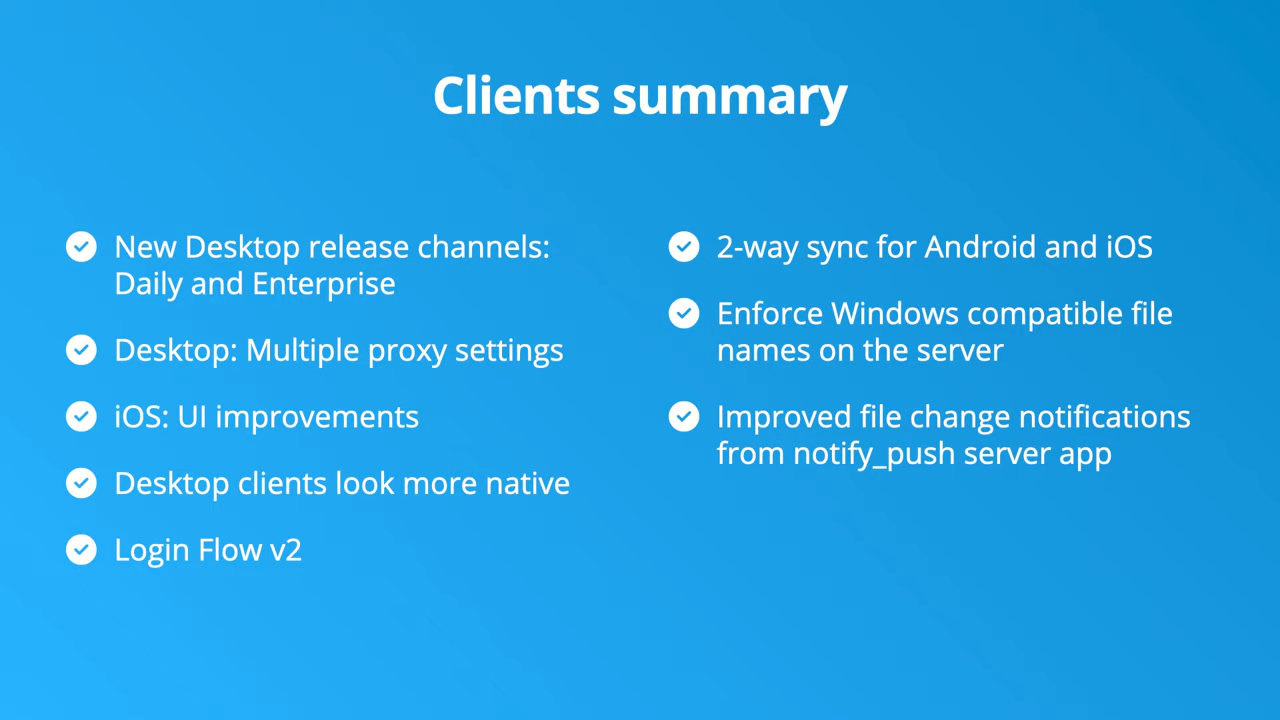 Clients summary
New Desktop release channels:
Daily and Enterprise
Desktop: Multiple proxy settings
iOS: UI improvements
Desktop clients look more native
Login Flow v2
2-way sync for Android and iOS
Enforce Windows compatible file
names on the server
Improved file change notifications
from notify_push server app